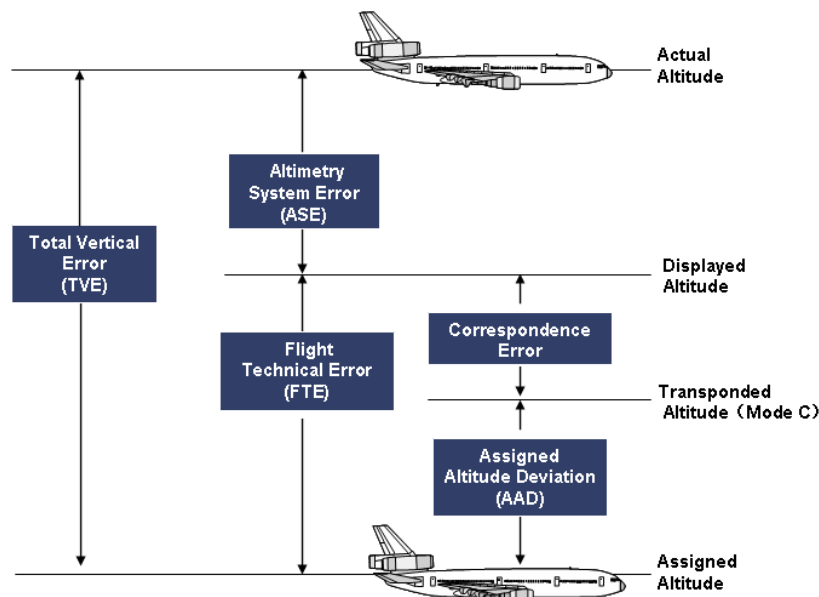 Actual
Altitude
Altimetry
System Error
(ASE)
Total Vertical
Error
(TVE)
Displayed
Altitude
Correspondence
Error
Flight
Technical Error
(FTE)
Transponded
Altitude（Mode C）
Assigned
Altitude Deviation
(AAD)
Assigned
Altitude